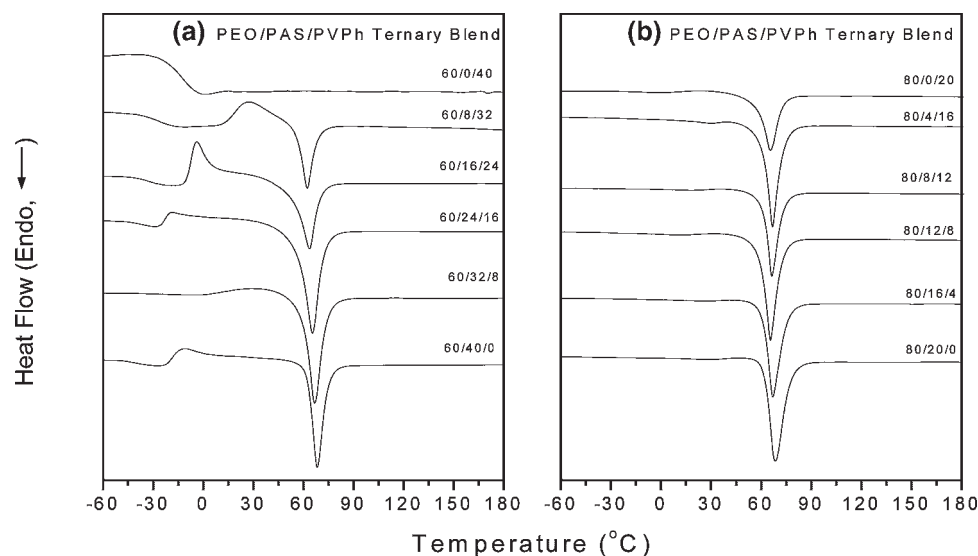 (a) PEO/PAS/PVPh Ternary Blend
60/0/40
60/8/32
60/16/24
60/24/16
60/32/8
60/40/0
-60 -30 0 30 60 90 120 150 180
(b) PEO/PAS/PVPh Ternary Blend
80/0/20
80/4/16
80/8/12
80/12/8
80/16/4
80/20/0
-60 -30 0 30 60 90 120 150 180
Heat Flow (Endo, ←)
Temperature (°C)